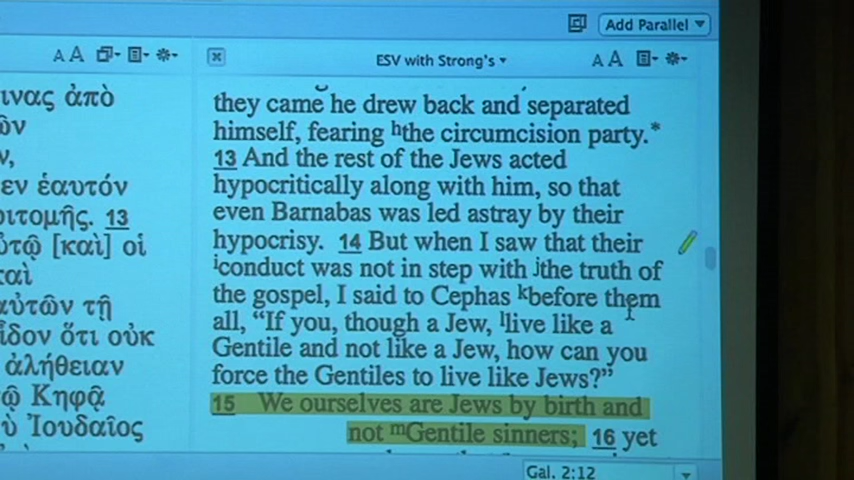 Add Parallel
A A
ESV with Strong's
A A
ινας ἀπὸ
ῶν
ν,
εν ἑαυτόν
ριτομῆς. 13
ὐτῷ [καὶ] οἱ
καὶ
αὐτῶν τῇ
ἶδον ὅτι οὐκ
ἀλήθειαν
ῷ Κηφᾷ
ὺ Ἰουδαῖος
they came he drew back and separated
himself, fearing hthe circumcision party.*
13 And the rest of the Jews acted
hypocritically along with him, so that
even Barnabas was led astray by their
hypocrisy. 14 But when I saw that their
iconduct was not in step with jthe truth of
the gospel, I said to Cephas kbefore them
all, “If you, though a Jew, llive like a
Gentile and not like a Jew, how can you
force the Gentiles to live like Jews?”
15 We ourselves are Jews by birth and
not mGentile sinners; 16 yet
Gal. 2:12